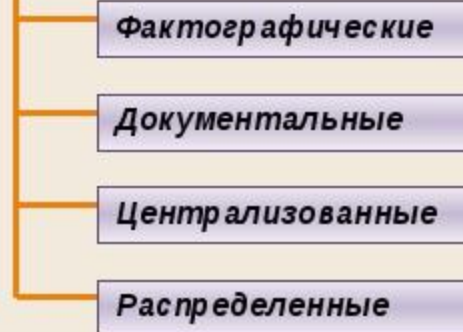 Фактографические
Документальные
Централизованные
Распределенные